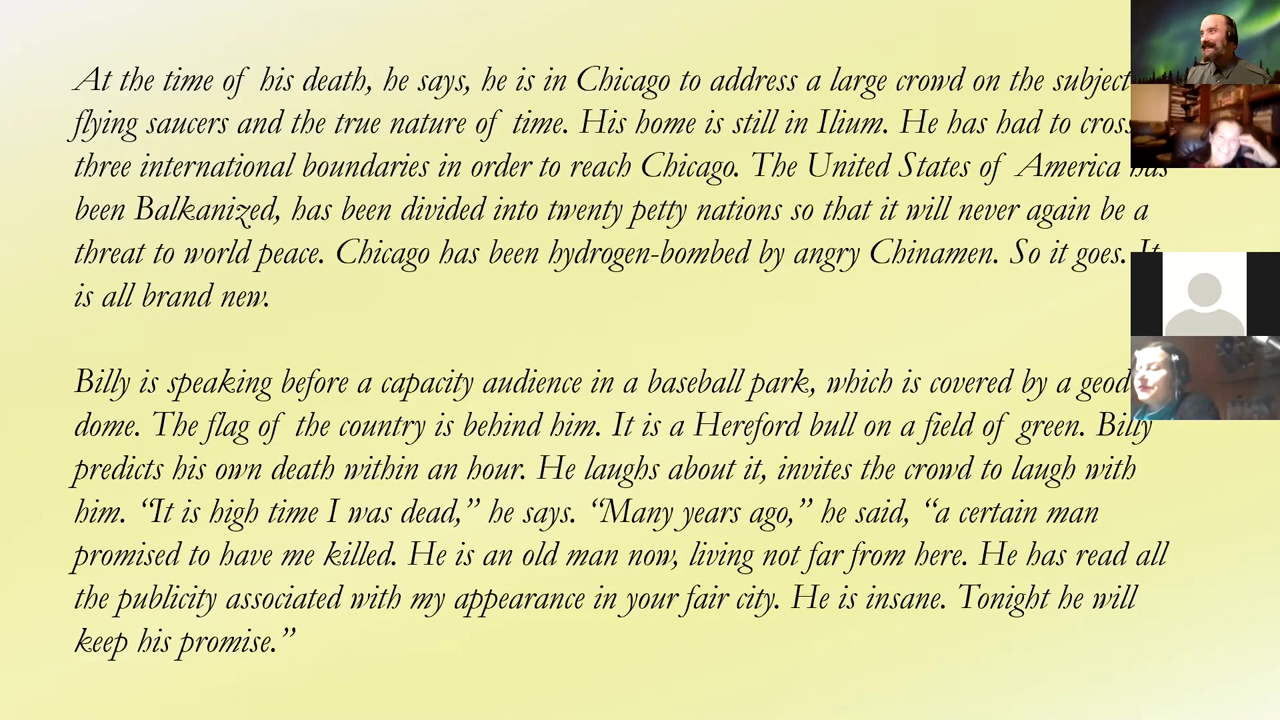 At the time of his death, he says, he is in Chicago to address a large crowd on the subject
flying saucers and the true nature of time. His home is still in Ilium. He has had to cross
three international boundaries in order to reach Chicago. The United States of America has
been Balkanized, has been divided into twenty petty nations so that it will never again be a
threat to world peace. Chicago has been hydrogen-bombed by angry Chinamen. So it goes. It
is all brand new.
Billy is speaking before a capacity audience in a baseball park, which is covered by a geod
dome. The flag of the country is behind him. It is a Hereford bull on a field of green. Billy
predicts his own death within an hour. He laughs about it, invites the crowd to laugh with
him. “It is high time I was dead,” he says. “Many years ago,” he said, “a certain man
promised to have me killed. He is an old man now, living not far from here. He has read all
the publicity associated with my appearance in your fair city. He is insane. Tonight he will
keep his promise.”